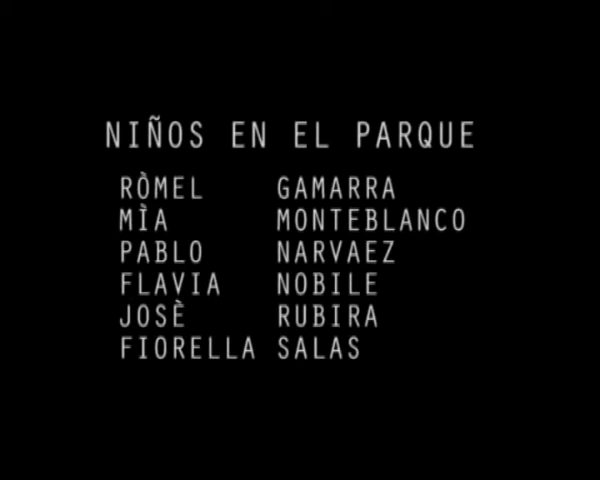 NIÑOS EN EL PARQUE
RÒMEL GAMARRA
MÌA MONTEBLANCO
PABLO NARVAEZ
FLAVIA NOBILE
JOSÈ RUBIRA
FIORELLA SALAS